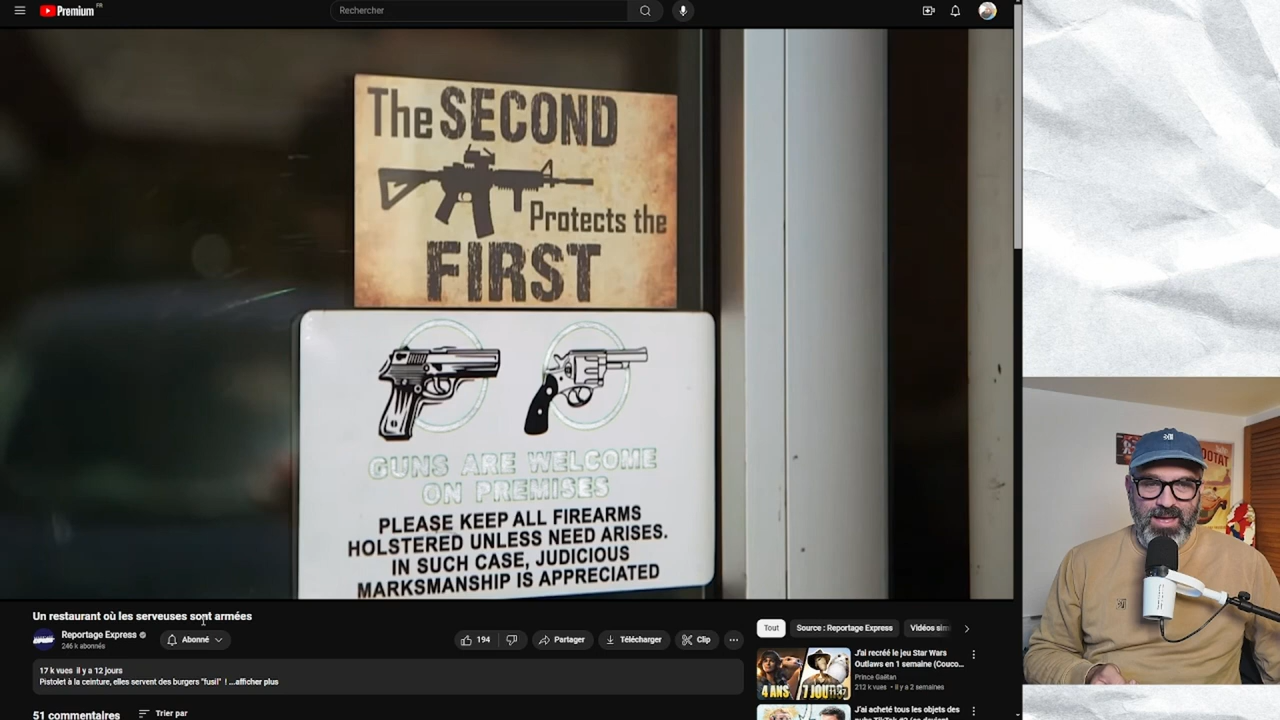 Premium FR
Rechercher
The SECOND
Protects the
FIRST
GUNS ARE WELCOME
ON PREMISES
PLEASE KEEP ALL FIREARMS
HOLSTERED UNLESS NEED ARISES.
IN SUCH CASE, JUDICIOUS
MARKSMANSHIP IS APPRECIATED
Un restaurant où les serveuses sont armées
Reportage Express
246 k abonnés
Abonné
194
Partager
Télécharger
Clip
17 k vues il y a 12 jours
Pistolet à la ceinture, elles servent des burgers "fusil" ! ...afficher plus
51 commentaires
Trier par
Tout
Source : Reportage Express
Vidéos sim
4 ANS
7 JOURS
J'ai recréé le jeu Star Wars
Outlaws en 1 semaine (Couco...
Prince Gaëtan
212 k vues • il y a 2 semaines
J'ai acheté tous les objets des